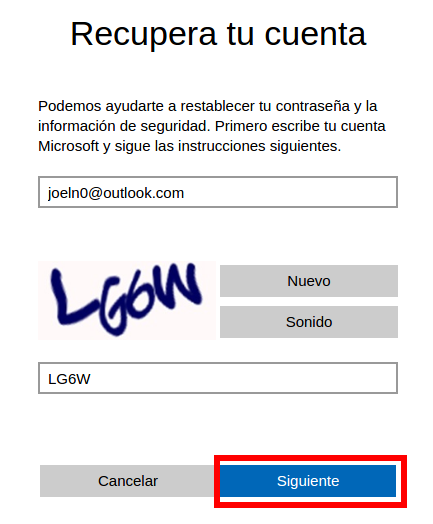 Recupera tu cuenta
Podemos ayudarte a restablecer tu contraseña y la
información de seguridad. Primero escribe tu cuenta
Microsoft y sigue las instrucciones siguientes.
joeln0@outlook.com
LG6W
Nuevo
Sonido
LG6W
Cancelar
Siguiente